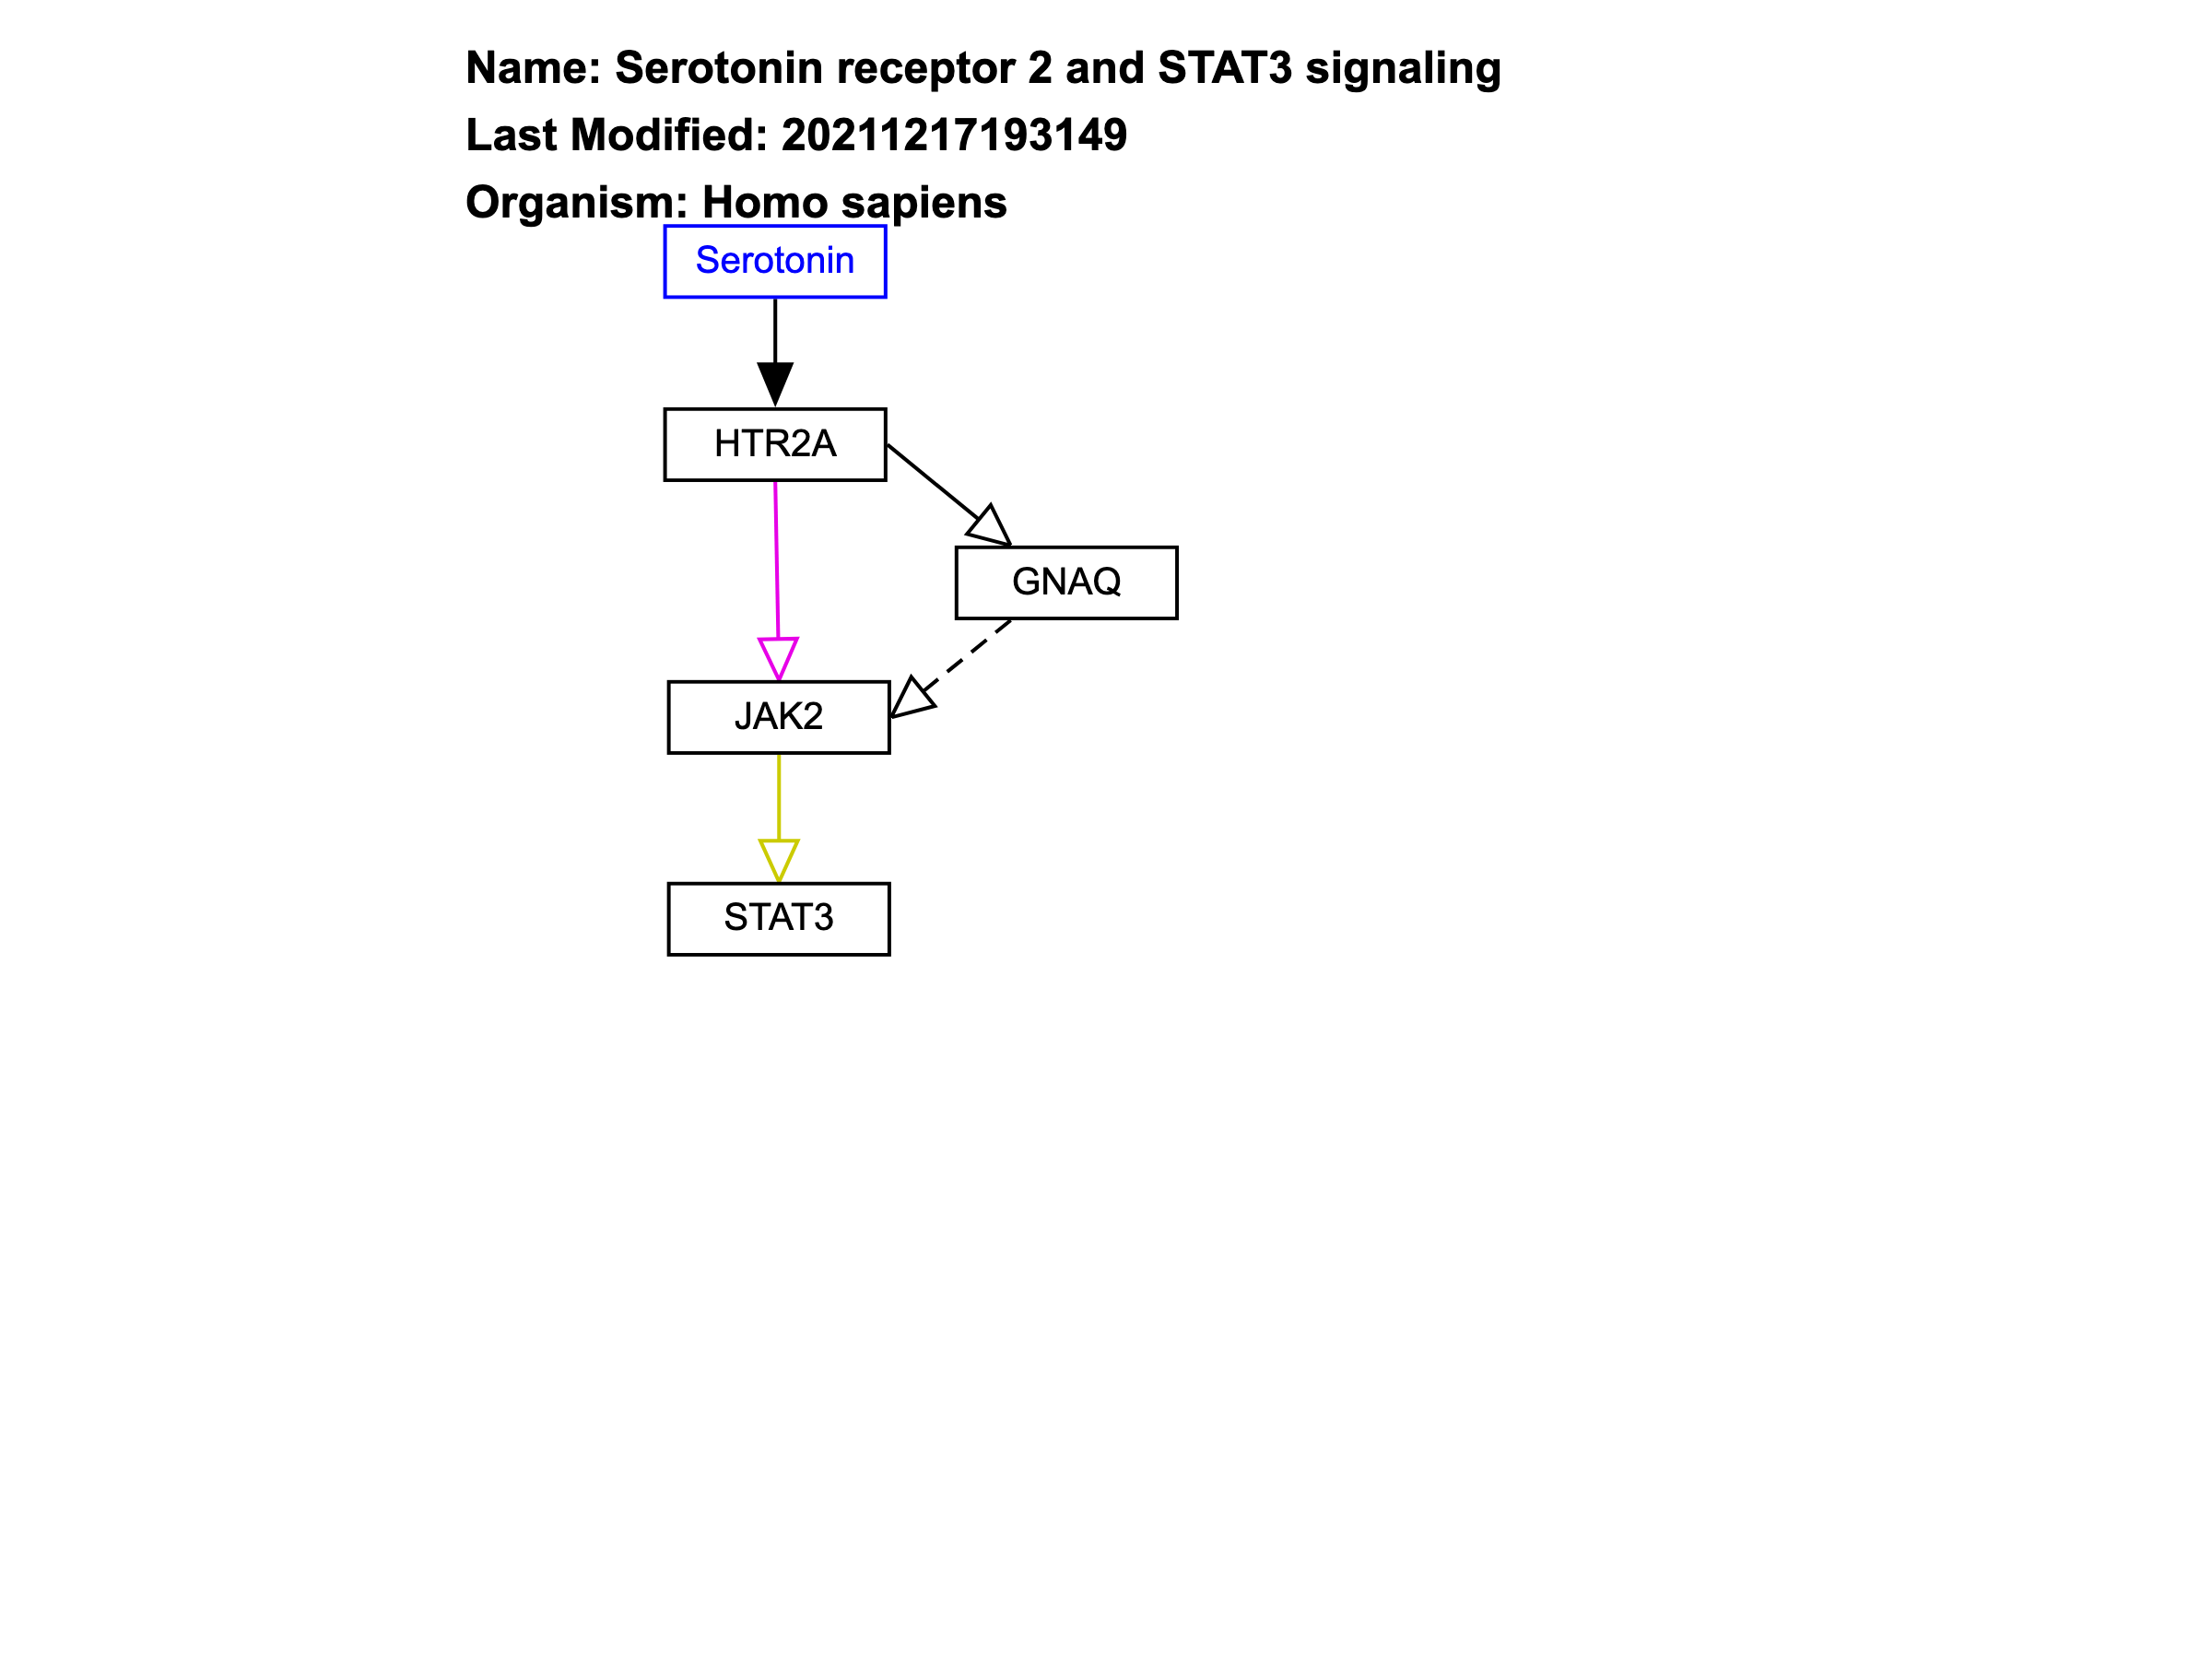 Name: Serotonin receptor 2 and STAT3 signaling
Last Modified: 20211217193149
Organism: Homo sapiens
Serotonin
HTR2A
GNAQ
JAK2
STAT3